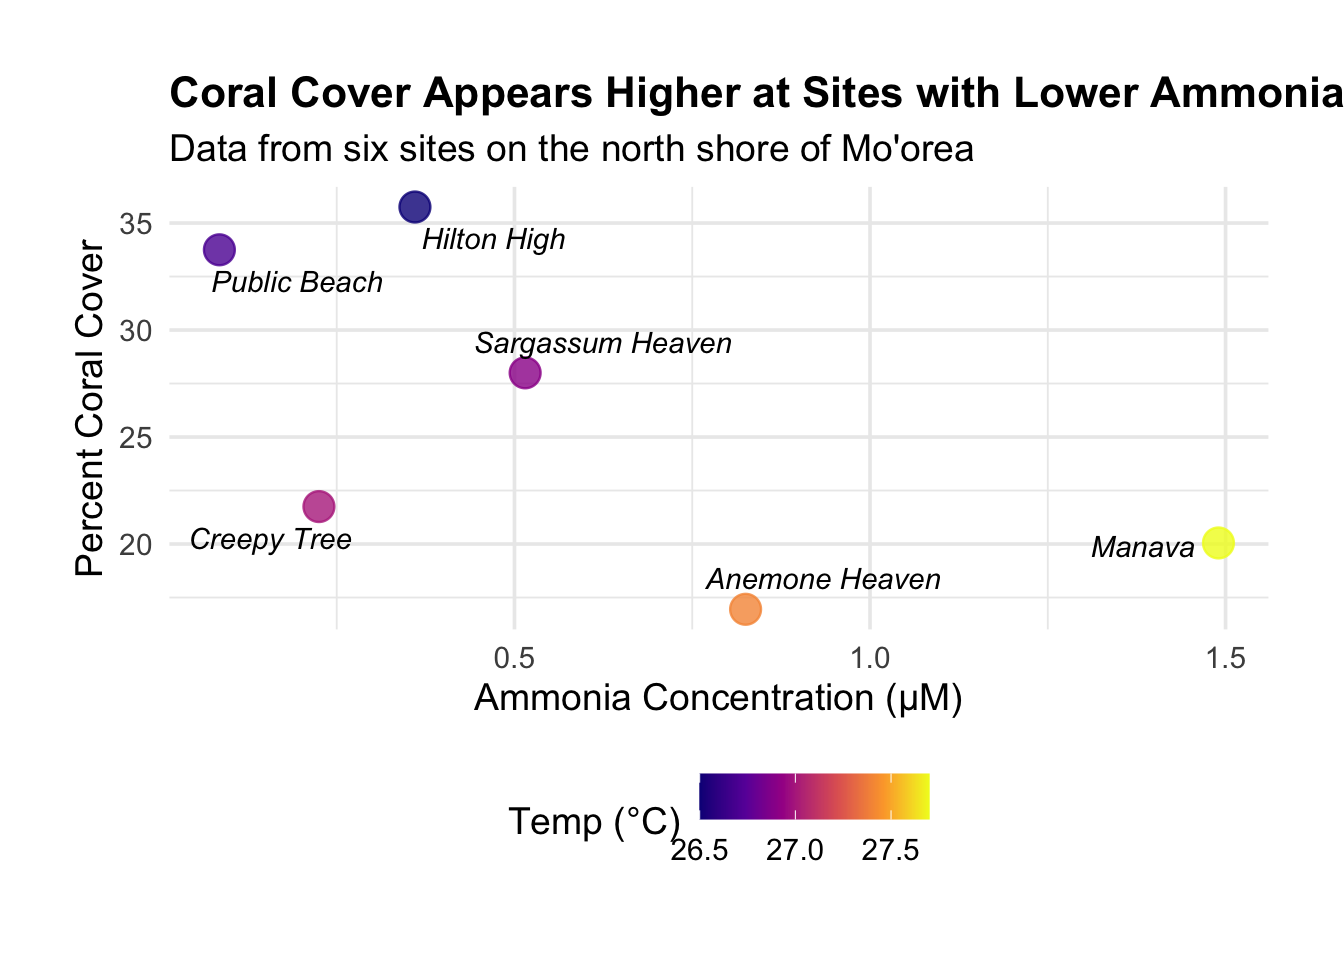 Coral Cover Appears Higher at Sites with Lower Ammonia
Data from six sites on the north shore of Mo'orea
Percent Coral Cover
35
30
25
20
Hilton High
Public Beach
Sargassum Heaven
Creepy Tree
Manava
Anemone Heaven
0.5 1.0 1.5
Ammonia Concentration (µM)
Temp (°C)
26.5 27.0 27.5